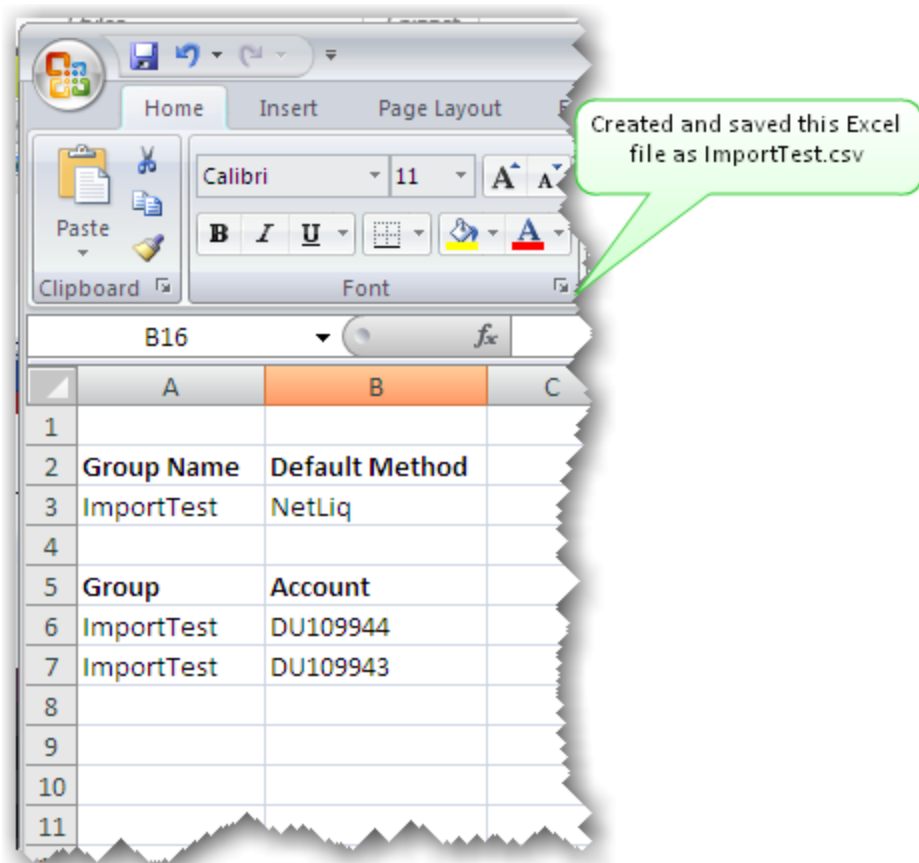 Home Insert Page Layout
Created and saved this Excel
file as ImportTest.csv
Calibri 11 A A
Paste
B I U A
Clipboard Font
B16 fx
A B C
1
2 Group Name Default Method
3 ImportTest NetLiq
4
5 Group Account
6 ImportTest DU109944
7 ImportTest DU109943
8
9
10
11